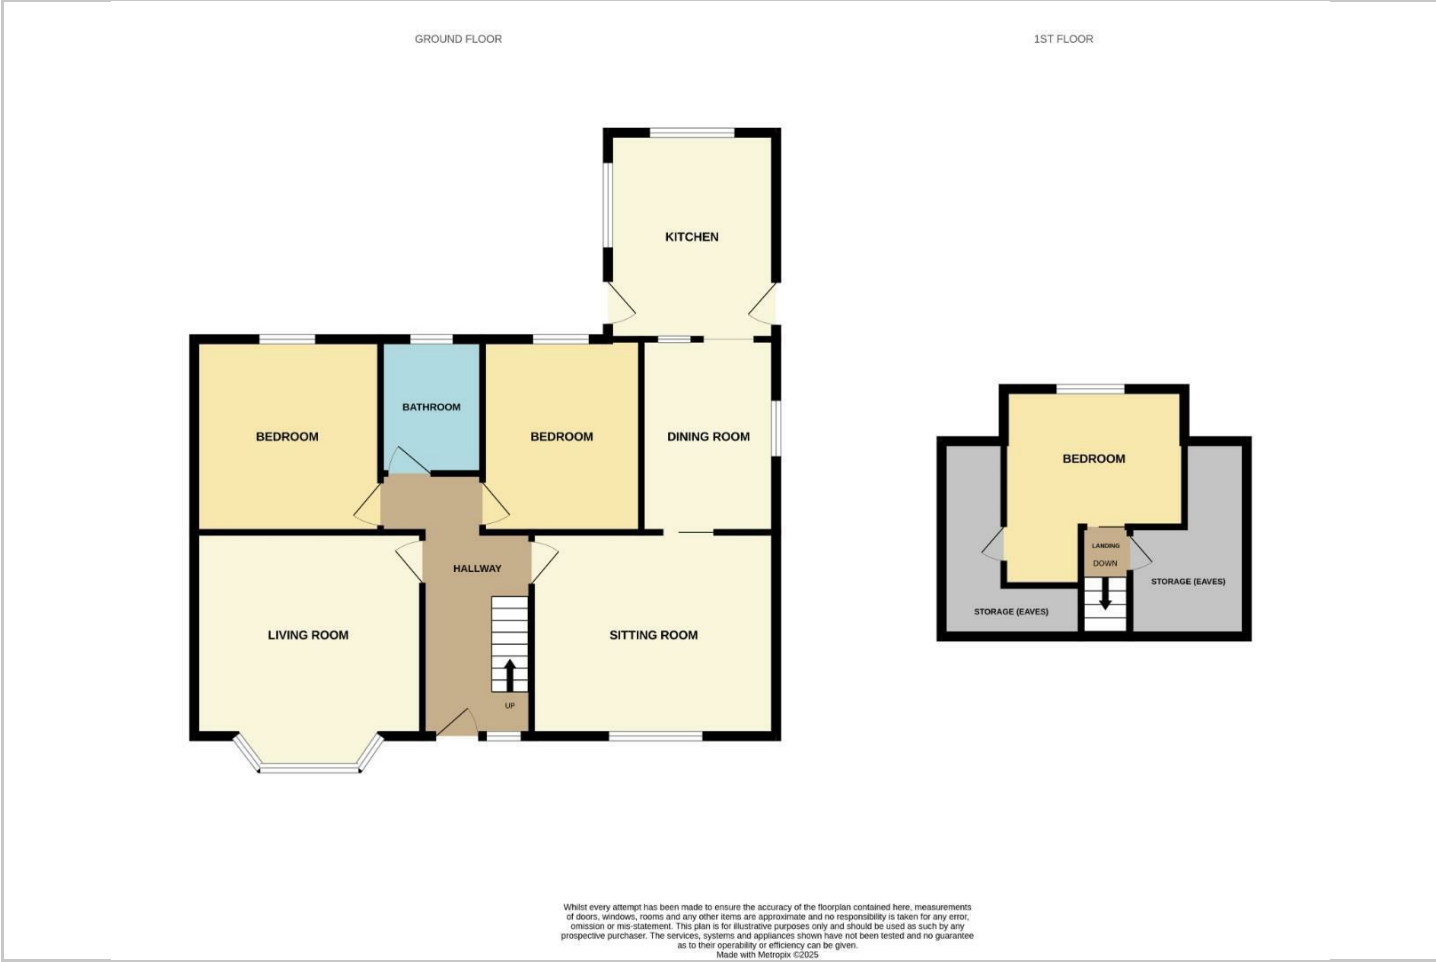 GROUND FLOOR
1ST FLOOR
KITCHEN
BEDROOM
BATHROOM
BEDROOM
DINING ROOM
HALLWAY
LIVING ROOM
SITTING ROOM
UP
BEDROOM
LANDING
DOWN
STORAGE (EAVES)
STORAGE (EAVES)
Whilst every attempt has been made to ensure the accuracy of the floorplan contained here, measurements
of doors, windows, rooms and any other items are approximate and no responsibility is taken for any error,
omission or mis-statement. This plan is for illustrative purposes only and should be used as such by any
prospective purchaser. The services, systems and appliances shown have not been tested and no guarantee
as to their operability or efficiency can be given.
Made with Metropix ©2025